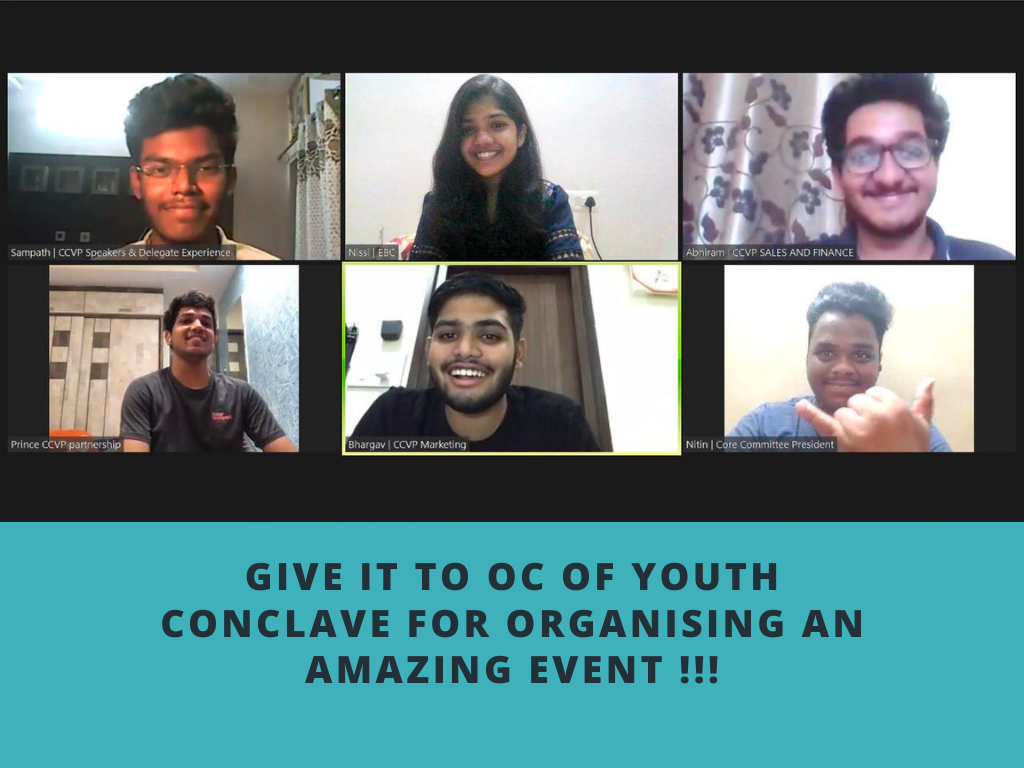 Sampath | CCVP Speakers & Delegate Experience
Nissi | EBC
Abhiram | CCVP SALES AND FINANCE
Prince CCVP partnership
Bhargav | CCVP Marketing
Nitin | Core Committee President
GIVE IT TO OC OF YOUTH
CONCLAVE FOR ORGANISING AN
AMAZING EVENT !!!